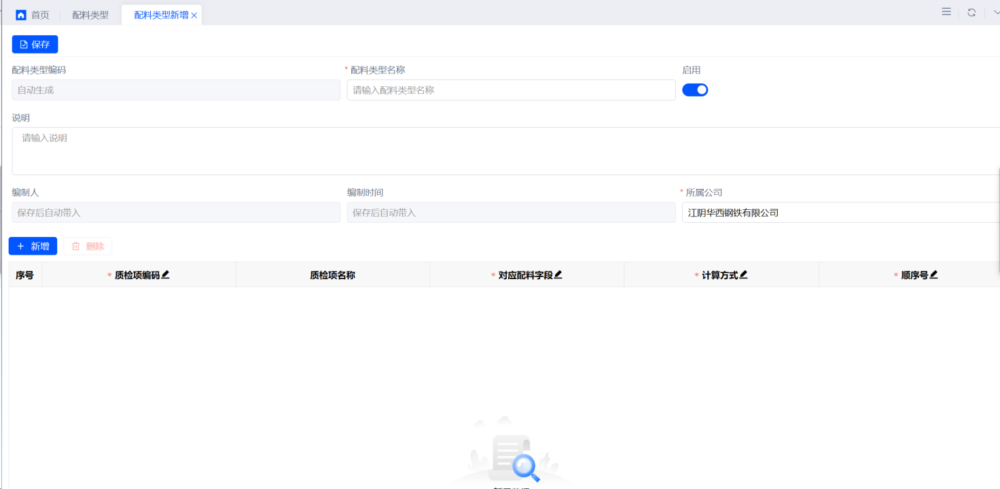 首页 配料类型 配料类型新增
保存
配料类型编码 * 配料类型名称 启用
自动生成 请输入配料类型名称
说明
请输入说明
编制人 编制时间 * 所属公司
保存后自动带入 保存后自动带入 江阴华西钢铁有限公司
新增 删除
序号 * 质检项编码 质检项名称 * 对应配料字段 * 计算方式 * 顺序号